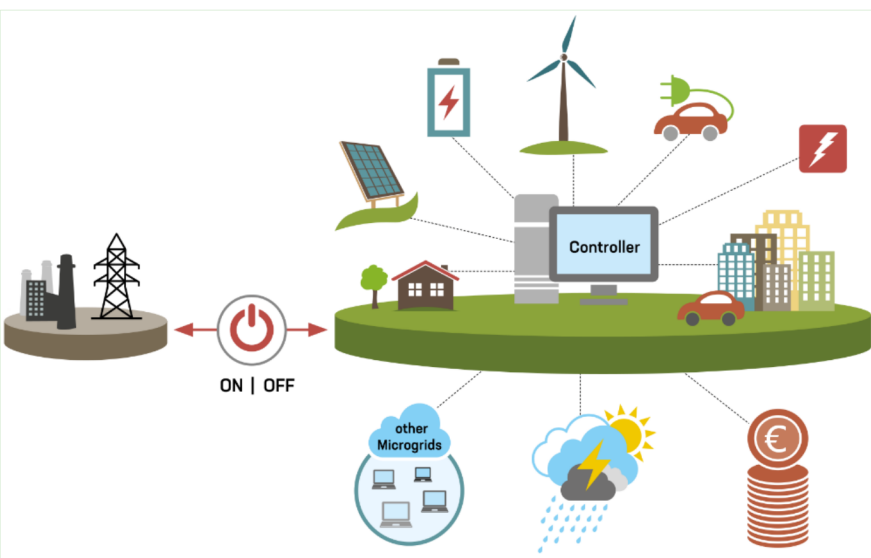 Controller
ON | OFF
other
Microgrids
€